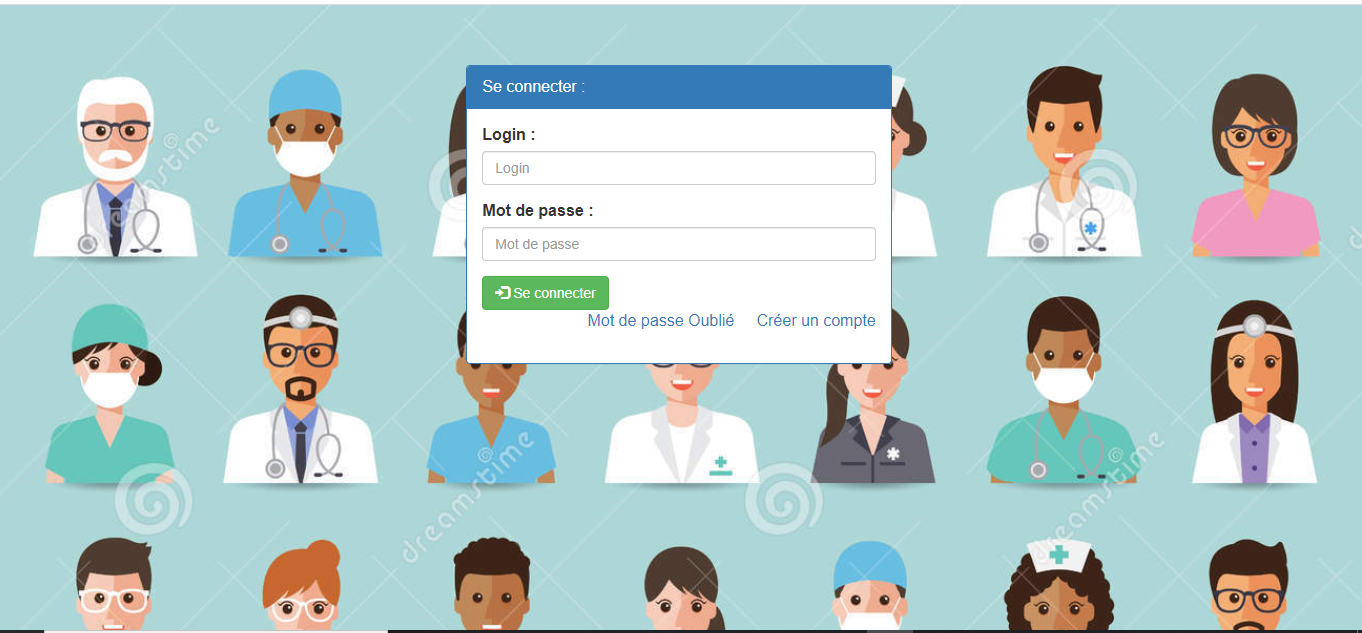 Se connecter :
Login :
Login
Mot de passe :
Mot de passe
Se connecter
Mot de passe Oublié Créer un compte
dreamstime
dreamstime
dreamstime